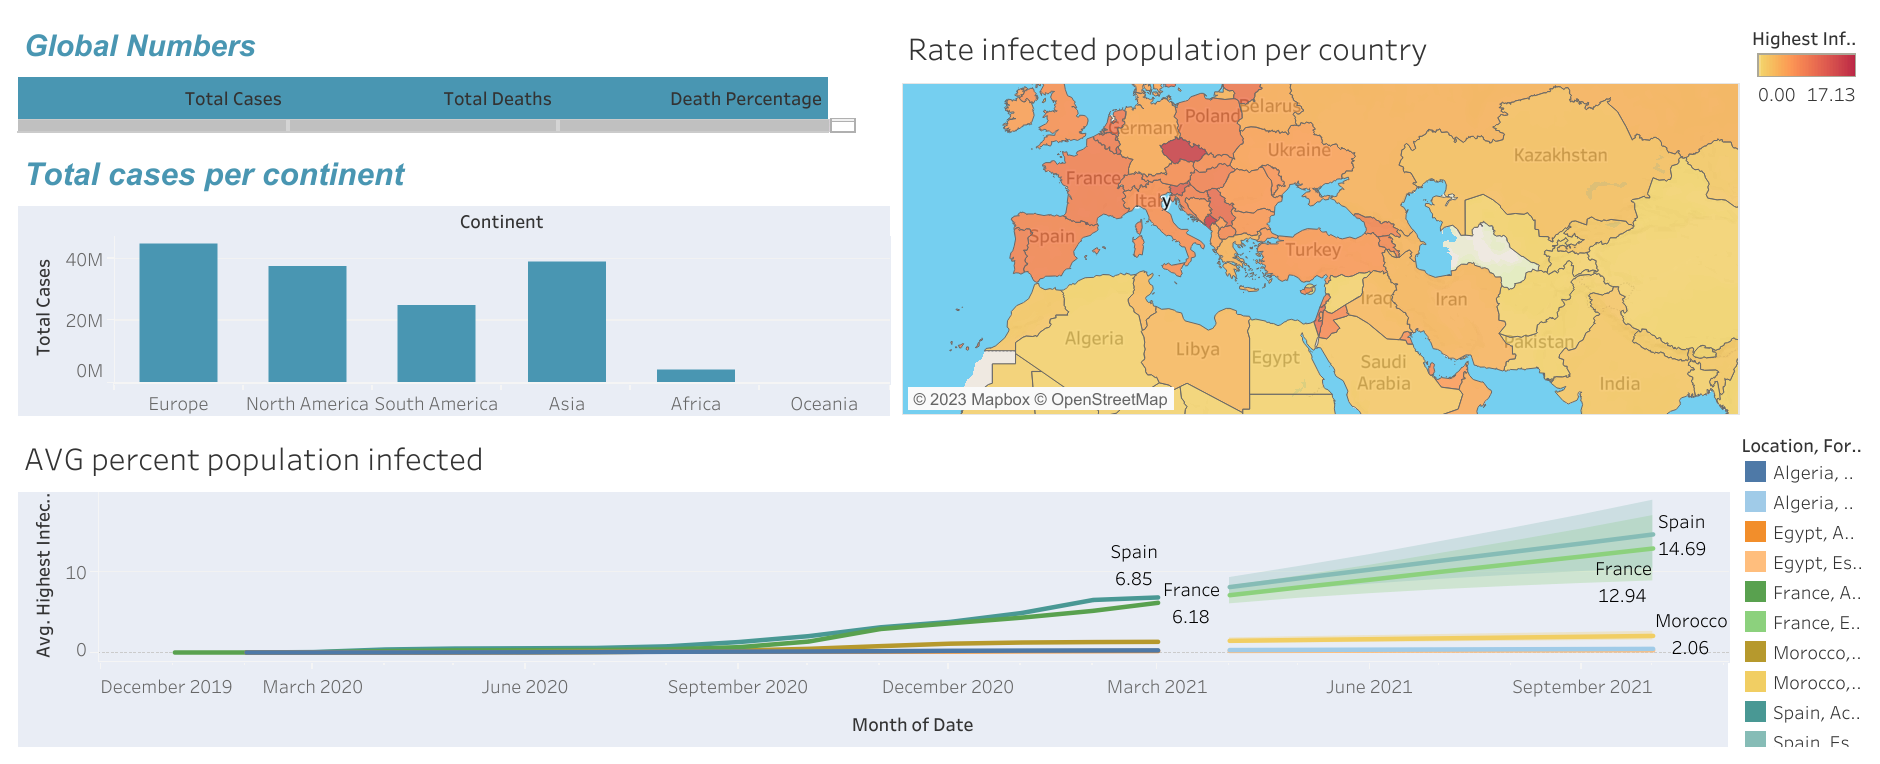 Global Numbers
Total Cases Total Deaths Death Percentage
Total cases per continent
Continent
Total Cases
40M
20M
0M
Europe North America South America Asia Africa Oceania
Rate infected population per country
Belarus
Poland
Germany
Ukraine
Kazakhstan
France
Italy
Spain
Turkey
Iraq
Iran
Algeria
Libya
Egypt
Pakistan
Saudi
Arabia
India
© 2023 Mapbox © OpenStreetMap
Highest Inf..
0.00 17.13
AVG percent population infected
Avg. Highest Infec..
10
0
Spain
6.85
France
6.18
Spain
14.69
France
12.94
Morocco
2.06
December 2019 March 2020 June 2020 September 2020 December 2020 March 2021 June 2021 September 2021
Month of Date
Location, For..
Algeria, ..
Algeria, ..
Egypt, A..
Egypt, Es..
France, A..
France, E..
Morocco,..
Morocco,..
Spain, Ac..
Spain, Es..